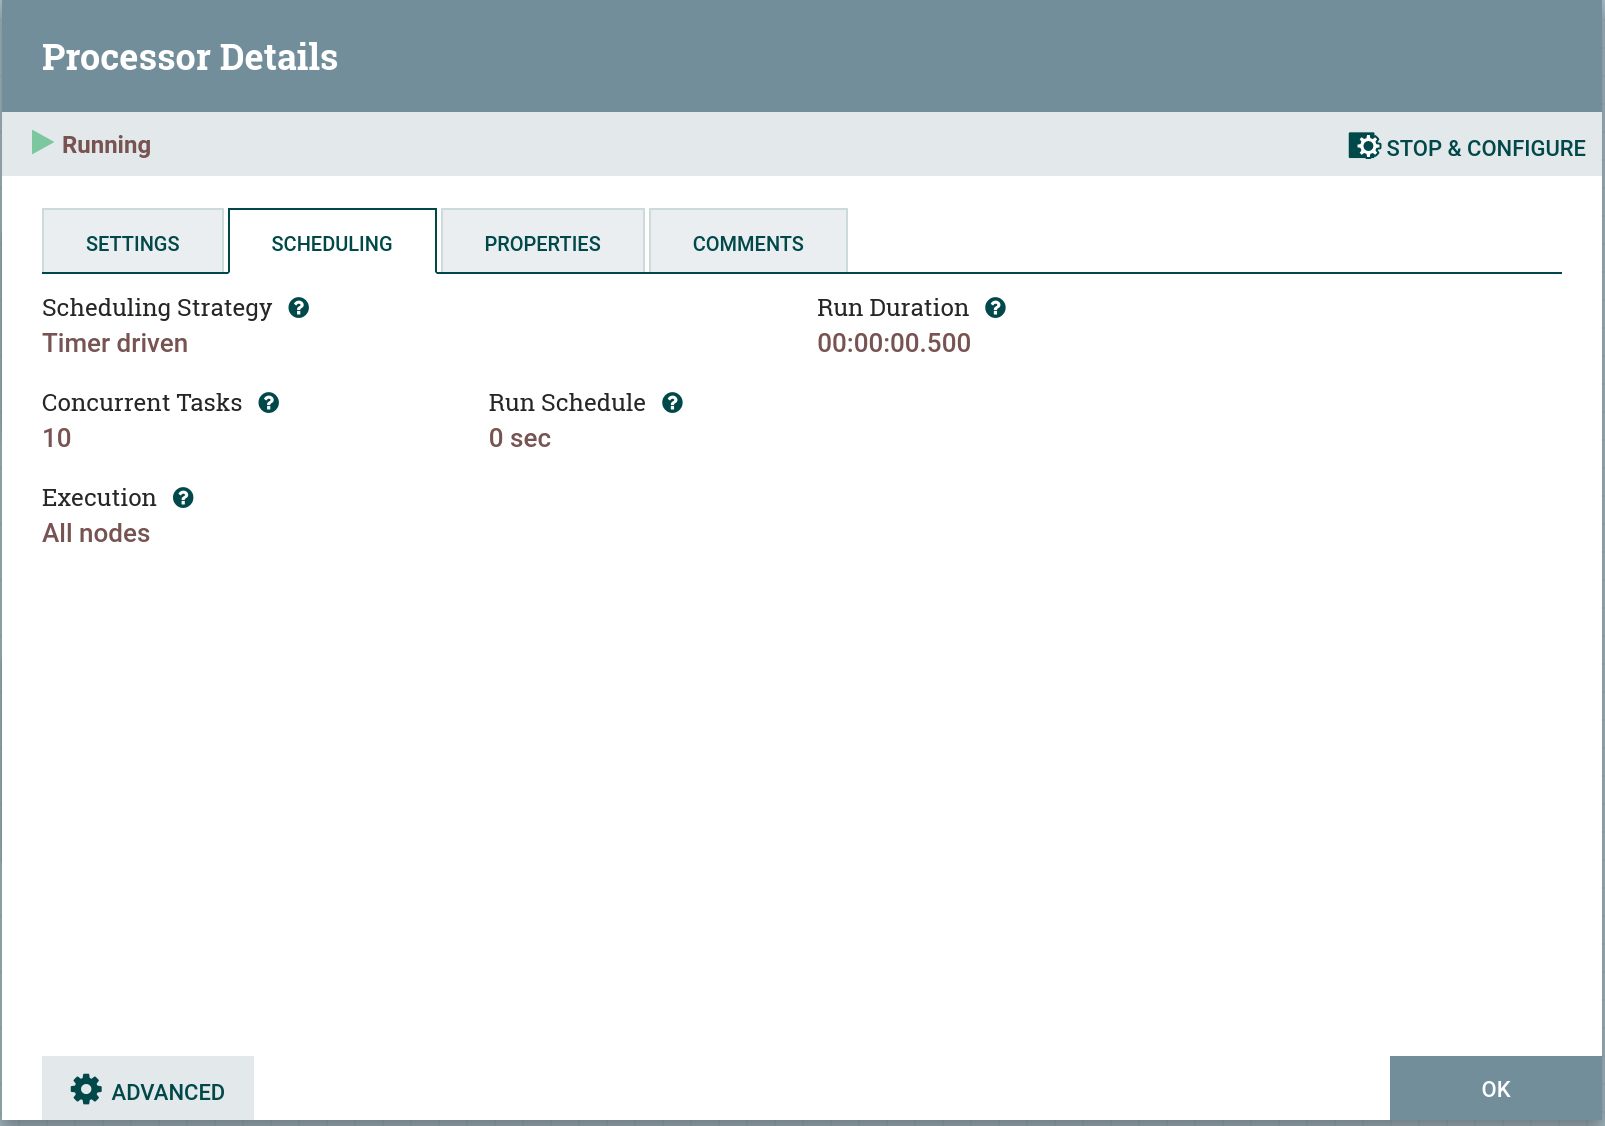 Processor Details
Running
STOP & CONFIGURE
SETTINGS
SCHEDULING
PROPERTIES
COMMENTS
Scheduling Strategy
Timer driven
Run Duration
00:00:00.500
Concurrent Tasks
10
Run Schedule
0 sec
Execution
All nodes
ADVANCED
OK